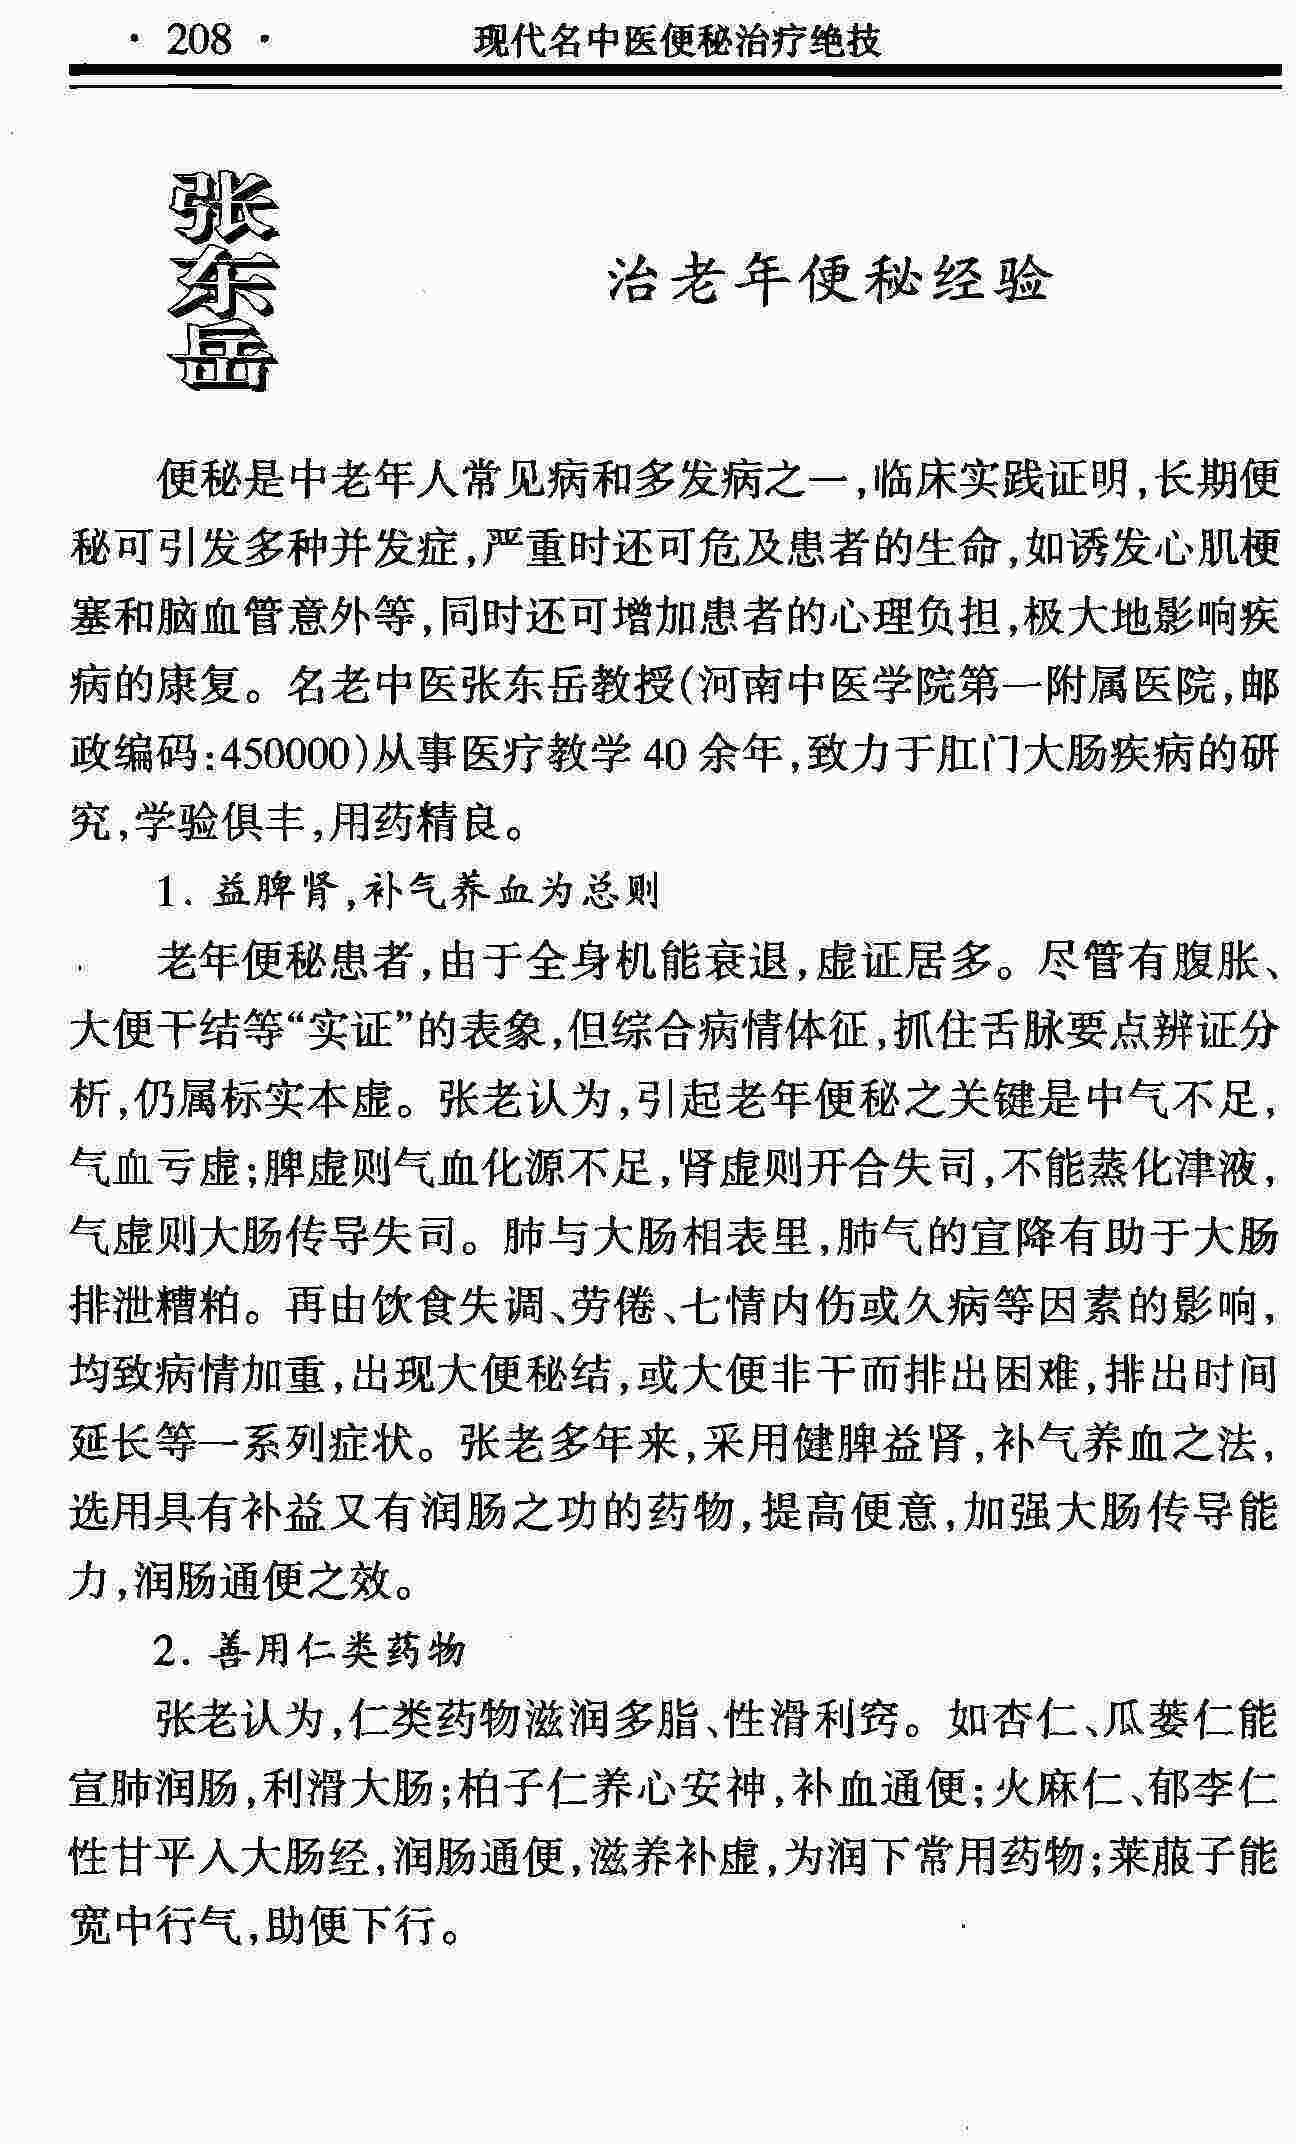 · 208 · 现代名中医便秘治疗绝技
张东岳
治老年便秘经验
便秘是中老年人常见病和多发病之一,临床实践证明,长期便
秘可引发多种并发症,严重时还可危及患者的生命,如诱发心肌梗
塞和脑血管意外等,同时还可增加患者的心理负担,极大地影响疾
病的康复。名老中医张东岳教授(河南中医学院第一附属医院,邮
政编码:450000)从事医疗教学 40 余年,致力于肛门大肠疾病的研
究,学验俱丰,用药精良。
1. 益脾肾,补气养血为总则
老年便秘患者,由于全身机能衰退,虚证居多。尽管有腹胀、
大便干结等“实证”的表象,但综合病情体征,抓住舌脉要点辨证分
析,仍属标实本虚。张老认为,引起老年便秘之关键是中气不足,
气血亏虚;脾虚则气血化源不足,肾虚则开合失司,不能蒸化津液,
气虚则大肠传导失司。肺与大肠相表里,肺气的宣降有助于大肠
排泄糟粕。再由饮食失调、劳倦、七情内伤或久病等因素的影响,
均致病情加重,出现大便秘结,或大便非干而排出困难,排出时间
延长等一系列症状。张老多年来,采用健脾益肾,补气养血之法,
选用具有补益又有润肠之功的药物,提高便意,加强大肠传导能
力,润肠通便之效。
2. 善用仁类药物
张老认为,仁类药物滋润多脂、性滑利窍。如杏仁、瓜蒌仁能
宣肺润肠,利滑大肠;柏子仁养心安神,补血通便;火麻仁、郁李仁
性甘平入大肠经,润肠通便,滋养补虚,为润下常用药物;莱菔子能
宽中行气,助便下行。